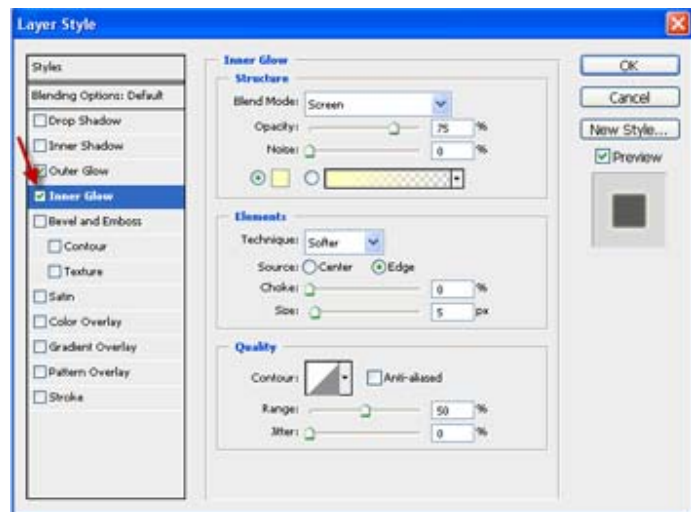 Layer Style
Styles
Blending Options: Default
Drop Shadow
Inner Shadow
Outer Glow
Inner Glow
Bevel and Emboss
Contour
Texture
Satin
Color Overlay
Gradient Overlay
Pattern Overlay
Stroke
Inner Glow
Structure
Blend Mode: Screen
Opacity: 75 %
Noise: 0 %
Elements
Technique: Softer
Source: Center Edge
Choke: 0 %
Size: 5 px
Quality
Contour: Anti-aliased
Range: 50 %
Jitter: 0 %
OK
Cancel
New Style...
Preview